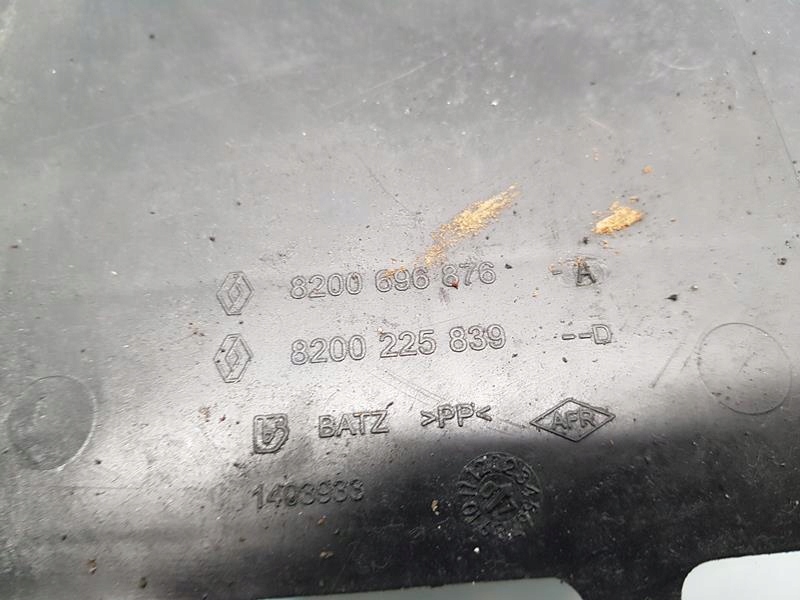 8200 696 876 -A
8200 225 839 --D
BATZ >PP< AFR
1403933